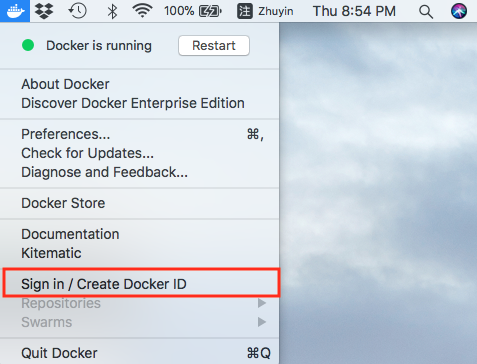 100% 注 Zhuyin Thu 8:54 PM
Docker is running Restart
About Docker
Discover Docker Enterprise Edition
Preferences... ⌘,
Check for Updates...
Diagnose and Feedback...
Docker Store
Documentation
Kitematic
Sign in / Create Docker ID
Repositories
Swarms
Quit Docker ⌘Q